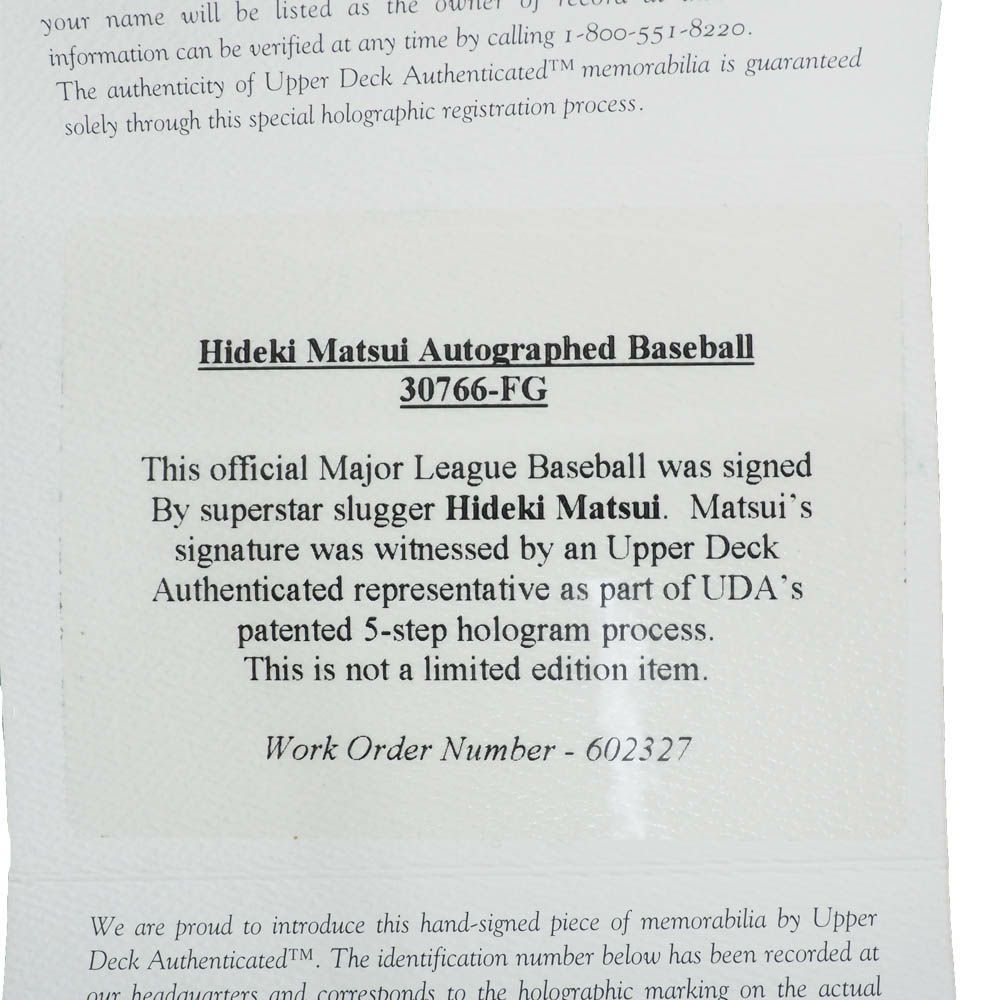 your name will be listed as the owner of record
information can be verified at any time by calling 1-800-551-8220.
The authenticity of Upper Deck Authenticated™ memorabilia is guaranteed
solely through this special holographic registration process.
Hideki Matsui Autographed Baseball
30766-FG
This official Major League Baseball was signed
By superstar slugger Hideki Matsui. Matsui's
signature was witnessed by an Upper Deck
Authenticated representative as part of UDA's
patented 5-step hologram process.
This is not a limited edition item.
Work Order Number - 602327
We are proud to introduce this hand-signed piece of memorabilia by Upper
Deck Authenticated™. The identification number below has been recorded at
our headquarters and corresponds to the holographic marking on the actual